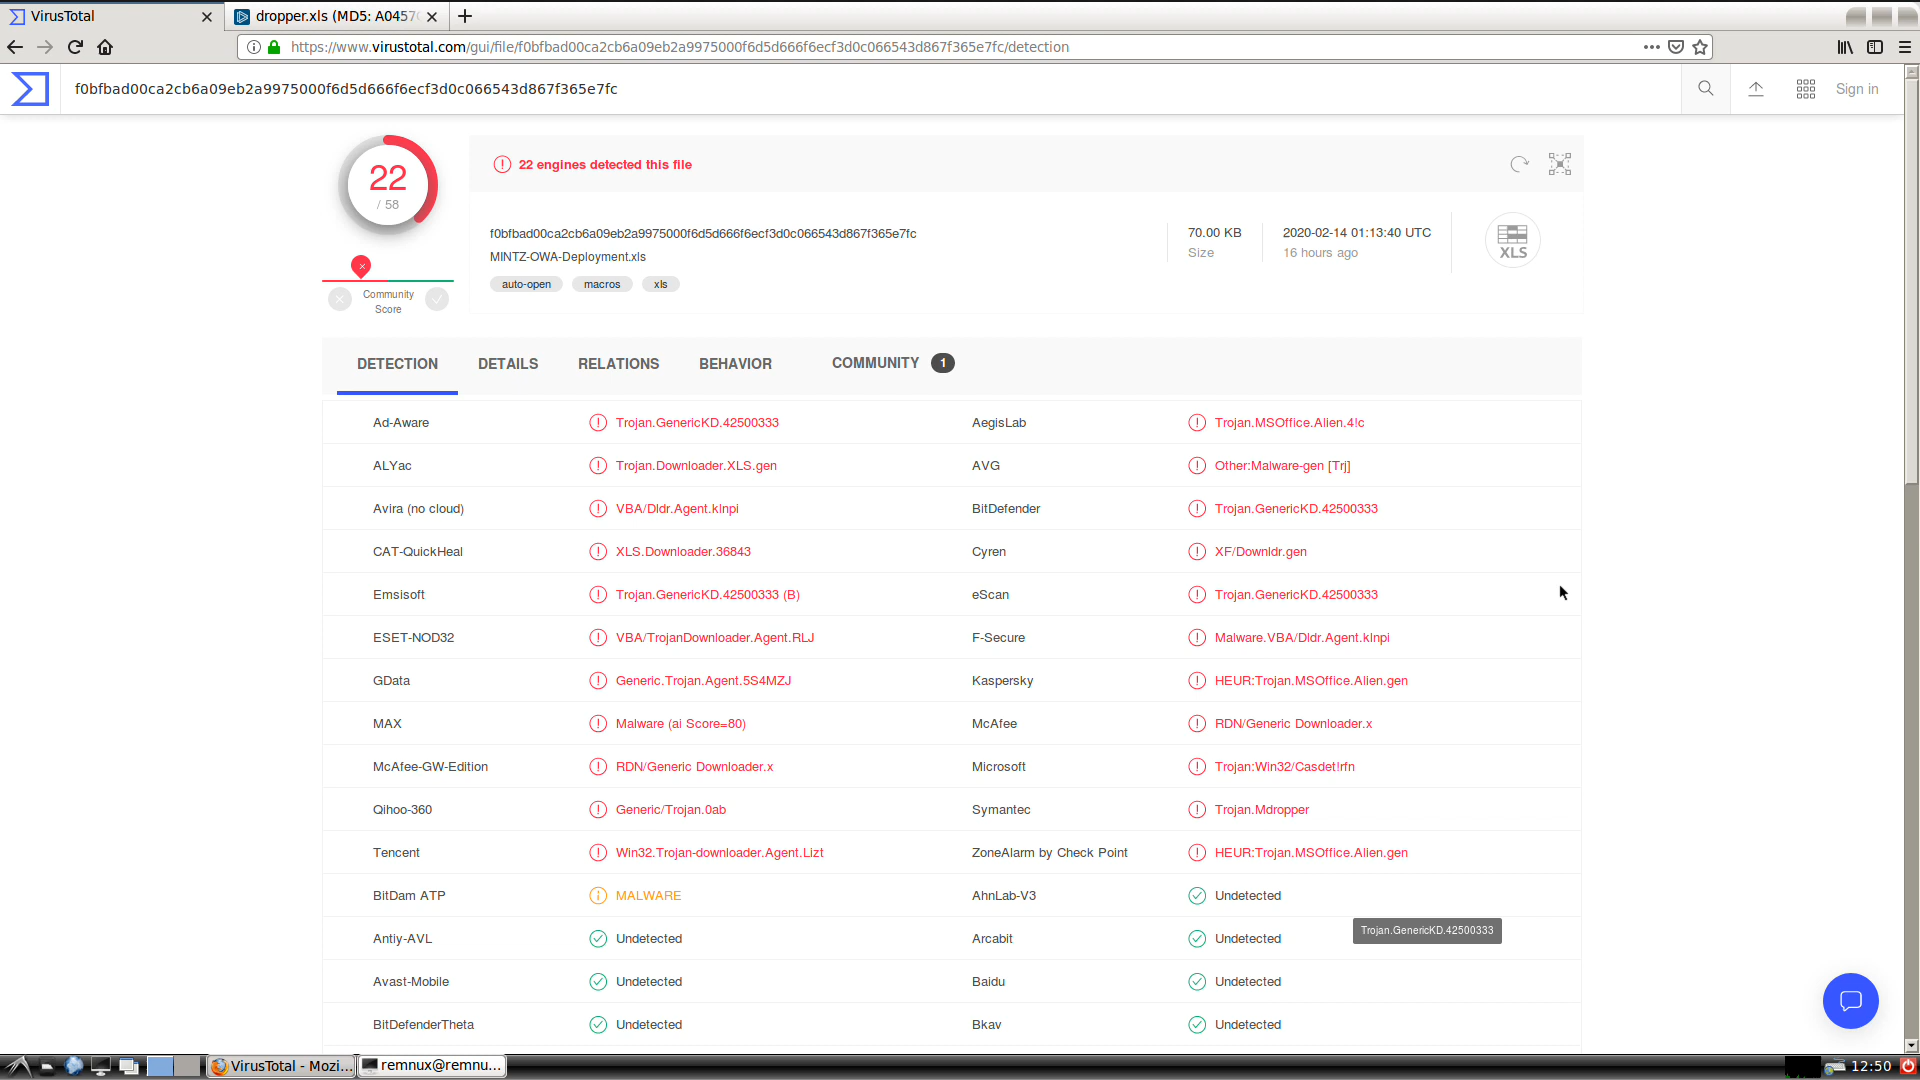 VirusTotal
dropper.xls (MD5: A0457
https://www.virustotal.com/gui/file/f0bfbad00ca2cb6a09eb2a9975000f6d5d666f6ecf3d0c066543d867f365e7fc/detection
f0bfbad00ca2cb6a09eb2a9975000f6d5d666f6ecf3d0c066543d867f365e7fc
Sign in
22
/ 58
22 engines detected this file
f0bfbad00ca2cb6a09eb2a9975000f6d5d666f6ecf3d0c066543d867f365e7fc
MINTZ-OWA-Deployment.xls
auto-open macros xls
70.00 KB
Size
2020-02-14 01:13:40 UTC
16 hours ago
XLS
Community
Score
DETECTION DETAILS RELATIONS BEHAVIOR COMMUNITY 1
Ad-Aware Trojan.GenericKD.42500333 AegisLab Trojan.MSOffice.Alien.4!c
ALYac Trojan.Downloader.XLS.gen AVG Other:Malware-gen [Trj]
Avira (no cloud) VBA/Dldr.Agent.klnpi BitDefender Trojan.GenericKD.42500333
CAT-QuickHeal XLS.Downloader.36843 Cyren XF/Downldr.gen
Emsisoft Trojan.GenericKD.42500333 (B) eScan Trojan.GenericKD.42500333
ESET-NOD32 VBA/TrojanDownloader.Agent.RLJ F-Secure Malware.VBA/Dldr.Agent.klnpi
GData Generic.Trojan.Agent.5S4MZJ Kaspersky HEUR:Trojan.MSOffice.Alien.gen
MAX Malware (ai Score=80) McAfee RDN/Generic Downloader.x
McAfee-GW-Edition RDN/Generic Downloader.x Microsoft Trojan:Win32/Casdet!rfn
Qihoo-360 Generic/Trojan.0ab Symantec Trojan.Mdropper
Tencent Win32.Trojan-downloader.Agent.Lizt ZoneAlarm by Check Point HEUR:Trojan.MSOffice.Alien.gen
BitDam ATP MALWARE AhnLab-V3 Undetected
Trojan.GenericKD.42500333
Antiy-AVL Undetected Arcabit Undetected
Avast-Mobile Undetected Baidu Undetected
BitDefenderTheta Undetected Bkav Undetected
VirusTotal - Mozi...
remnux@remnu...
12:50